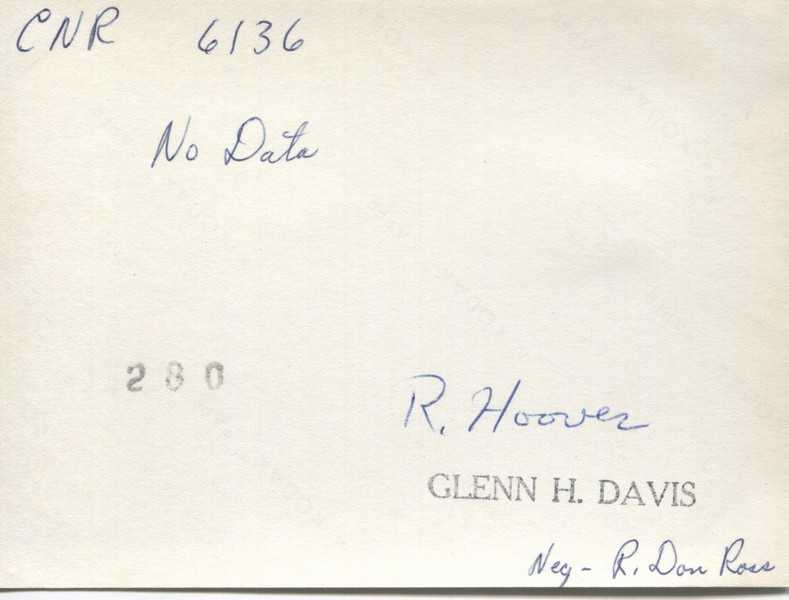 CNR 6136
No Data
280
R. Hoover
GLENN H. DAVIS
Neg - R. Don Ross